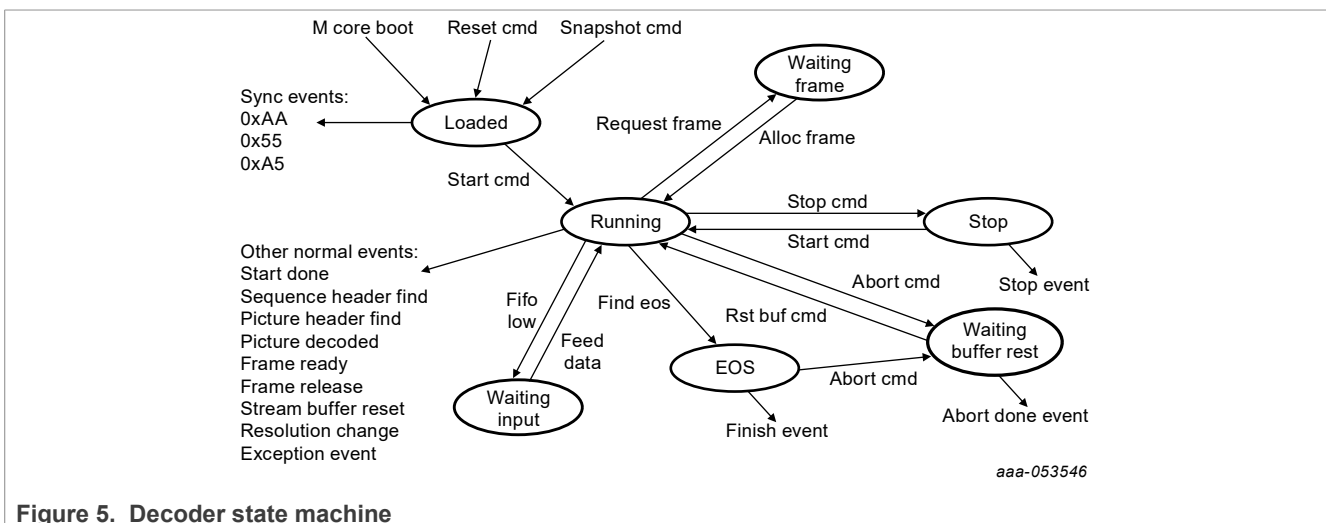 M core boot
Reset cmd
Snapshot cmd
Waiting
frame
Sync events:
0xAA
0x55
0xA5
Loaded
Request frame
Alloc frame
Start cmd
Running
Stop cmd
Start cmd
Stop
Stop event
Other normal events:
Start done
Sequence header find
Picture header find
Picture decoded
Frame ready
Frame release
Stream buffer reset
Resolution change
Exception event
Fifo
low
Feed
data
Find eos
Abort cmd
Rst buf cmd
Waiting
buffer rest
Waiting
input
EOS
Abort cmd
Finish event
Abort done event
aaa-053546
Figure 5. Decoder state machine